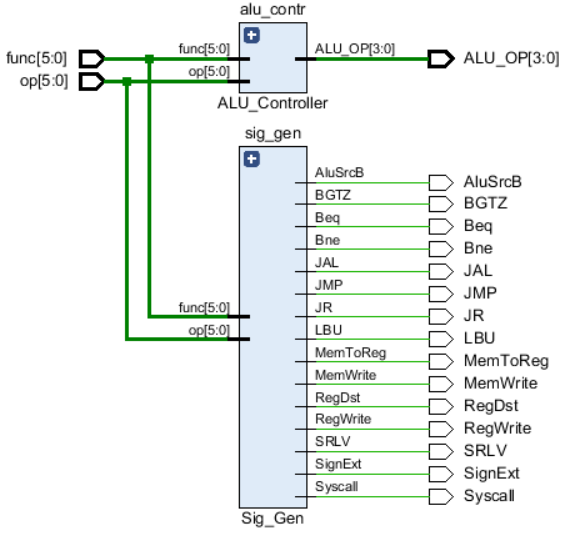 alu_contr
func[5:0] func[5:0] ALU_OP[3:0] ALU_OP[3:0]
op[5:0] op[5:0]
ALU_Controller
sig_gen
AluSrcB AluSrcB
BGTZ BGTZ
Beq Beq
Bne Bne
JAL JAL
JMP JMP
func[5:0] JR JR
op[5:0] LBU LBU
MemToReg MemToReg
MemWrite MemWrite
RegDst RegDst
RegWrite RegWrite
SRLV SRLV
SignExt SignExt
Syscall Syscall
Sig_Gen